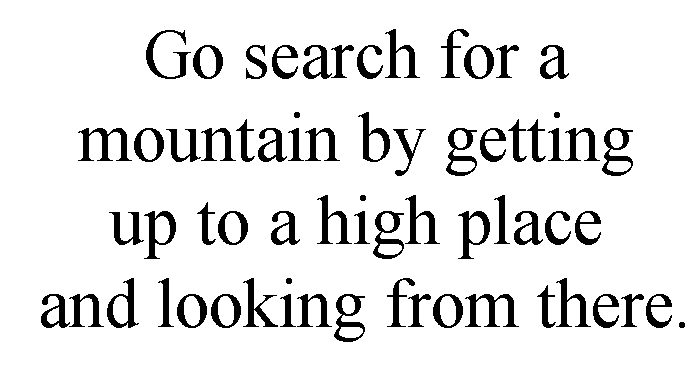 Go search for a
mountain by getting
up to a high place
and looking from there.